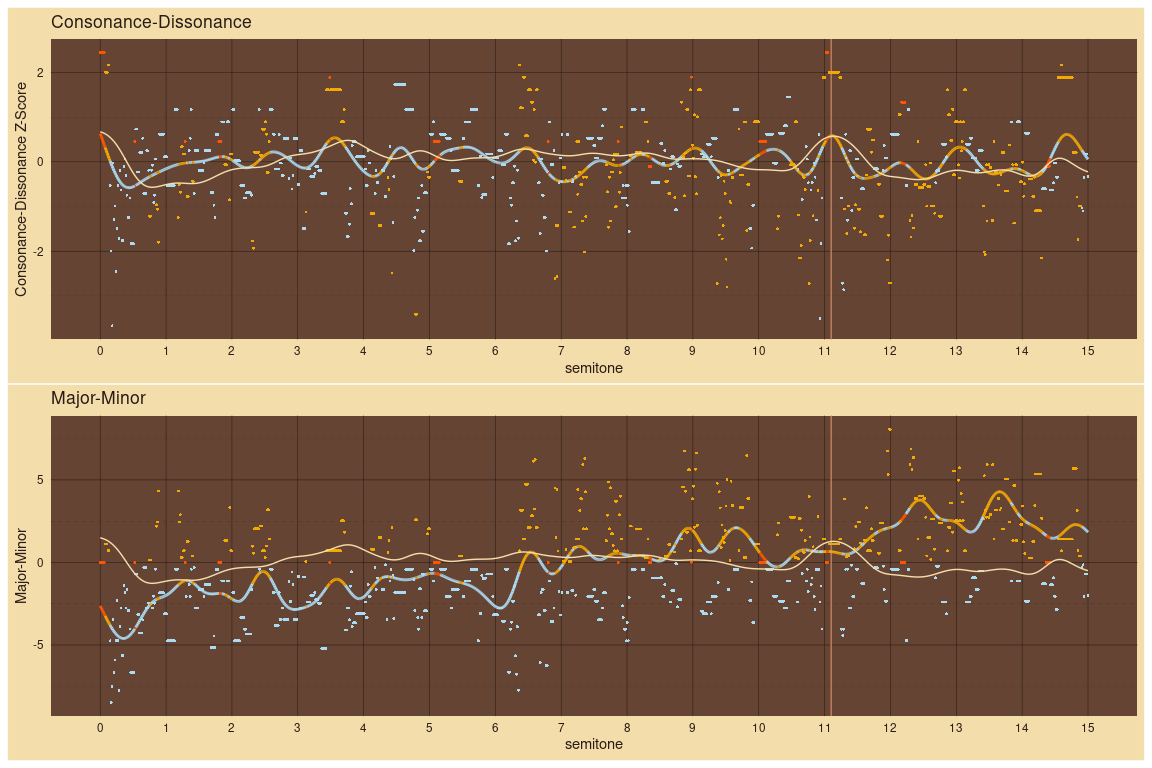 Consonance-Dissonance
Consonance-Dissonance Z-Score
2
0
-2
0 1 2 3 4 5 6 7 8 9 10 11 12 13 14 15
semitone
Major-Minor
Major-Minor
5
0
-5
0 1 2 3 4 5 6 7 8 9 10 11 12 13 14 15
semitone